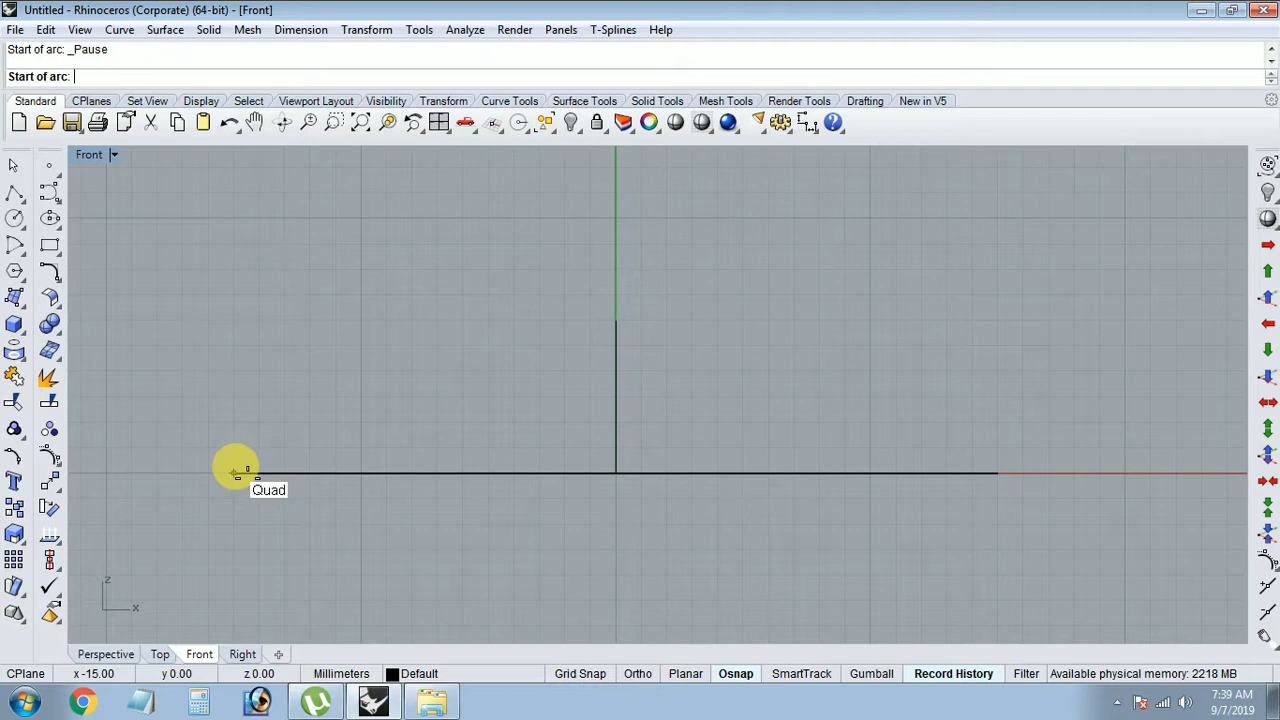 Untitled - Rhinoceros (Corporate) (64-bit) - [Front]
File Edit View Curve Surface Solid Mesh Dimension Transform Tools Analyze Render Panels T-Splines Help
Start of arc: _Pause
Start of arc:
Standard CPlanes Set View Display Select Viewport Layout Visibility Transform Curve Tools Surface Tools Solid Tools Mesh Tools Render Tools Drafting New in V5
Front
Quad
z
x
Perspective Top Front Right
CPlane x -15.00 y 0.00 z 0.00 Millimeters Default Grid Snap Ortho Planar Osnap SmartTrack Gumball Record History Filter Available physical memory: 2218 MB
7:39 AM
9/7/2019